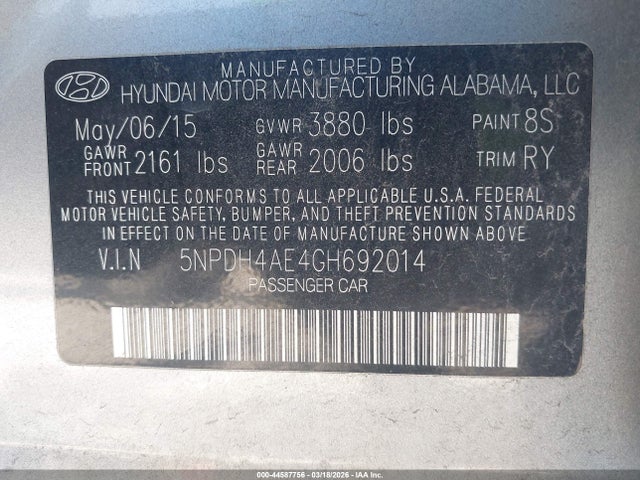 MANUFACTURED BY
HYUNDAI MOTOR MANUFACTURING ALABAMA, LLC
May/06/15 GVWR 3880 lbs PAINT 8S
GAWR FRONT 2161 lbs GAWR REAR 2006 lbs TRIM RY
THIS VEHICLE CONFORMS TO ALL APPLICABLE U.S.A. FEDERAL
MOTOR VEHICLE SAFETY, BUMPER, AND THEFT PREVENTION STANDARDS
IN EFFECT ON THE DATE OF MANUFACTURE SHOWN ABOVE.
V.I.N 5NPDH4AE4GH692014
PASSENGER CAR
000-44587756 | 03/18/2026 | IAA Inc.